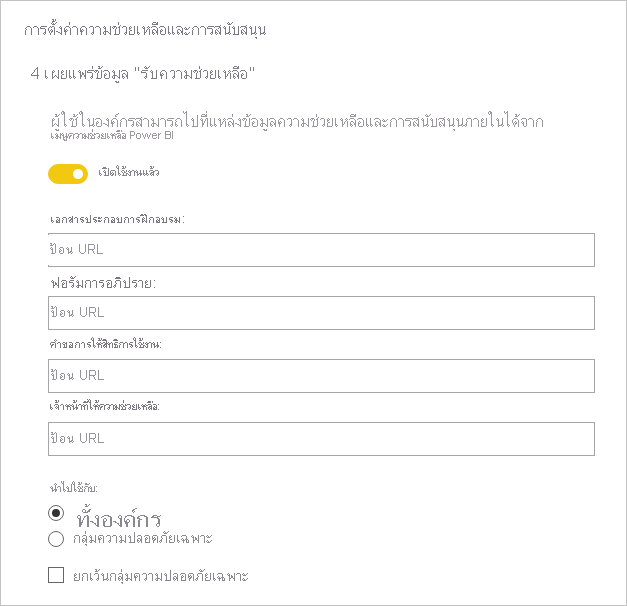 การตั้งค่าความช่วยเหลือและการสนับสนุน
4 เผยแพร่ข้อมูล "รับความช่วยเหลือ"
ผู้ใช้ในองค์กรสามารถไปที่แหล่งข้อมูลความช่วยเหลือและการสนับสนุนภายในได้จาก
เมนูความช่วยเหลือ Power BI
เปิดใช้งานแล้ว
เอกสารประกอบการฝึกอบรม:
ป้อน URL
ฟอรัมการอภิปราย:
ป้อน URL
คำขอการให้สิทธิการใช้งาน:
ป้อน URL
เจ้าหน้าที่ให้ความช่วยเหลือ:
ป้อน URL
นำไปใช้กับ:
ทั้งองค์กร
กลุ่มความปลอดภัยเฉพาะ
ยกเว้นกลุ่มความปลอดภัยเฉพาะ